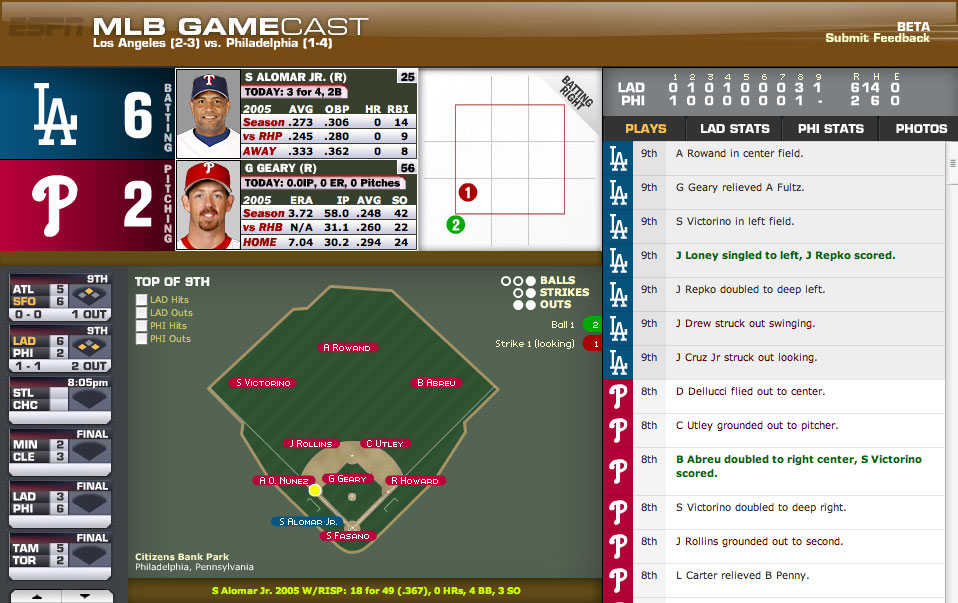 ESPN MLB GAMECAST
Los Angeles (2-3) vs. Philadelphia (1-4)
BETA
Submit Feedback
LA 6 BATTING
S ALOMAR JR. (R) 25
TODAY: 3 for 4, 2B
2005 AVG OBP HR RBI
Season .273 .306 0 14
vs RHP .245 .280 0 9
AWAY .333 .362 0 8
P 2 PITCHING
G GEARY (R) 56
TODAY: 0.0IP, 0 ER, 0 Pitches
2005 ERA IP AVG SO
Season 3.72 58.0 .248 42
vs RHB N/A 31.1 .260 22
HOME 7.04 30.2 .294 24
BATTING RIGHT
1
2
1 2 3 4 5 6 7 8 9 R H E
LAD 0 1 0 1 0 0 0 3 1 6 14 0
PHI 1 0 0 0 0 0 0 1 - 2 6 0
PLAYS LAD STATS PHI STATS PHOTOS
LA 9th A Rowand in center field.
LA 9th G Geary relieved A Fultz.
LA 9th S Victorino in left field.
LA 9th J Loney singled to left, J Repko scored.
LA 9th J Repko doubled to deep left.
LA 9th J Drew struck out swinging.
LA 9th J Cruz Jr struck out looking.
P 8th D Dellucci flied out to center.
P 8th C Utley grounded out to pitcher.
P 8th B Abreu doubled to right center, S Victorino
scored.
P 8th S Victorino doubled to deep right.
P 8th J Rollins grounded out to second.
P 8th L Carter relieved B Penny.
9TH
ATL 5
SFO 6
0 - 0 1 OUT
9TH
LAD 6
PHI 2
1 - 1 2 OUT
8:05pm
STL
CHC
FINAL
MIN 2
CLE 3
FINAL
LAD 3
PHI 6
FINAL
TAM 5
TOR 2
TOP OF 9TH
LAD Hits
LAD Outs
PHI Hits
PHI Outs
BALLS
STRIKES
OUTS
Ball 1 2
Strike 1 (looking) 1
A ROWAND
S VICTORINO
B ABREU
J ROLLINS
C UTLEY
A O. NUNEZ
G GEARY
R HOWARD
S ALOMAR JR.
S FASANO
Citizens Bank Park
Philadelphia, Pennsylvania
S Alomar Jr. 2005 W/RISP: 18 for 49 (.367), 0 HRs, 4 BB, 3 SO